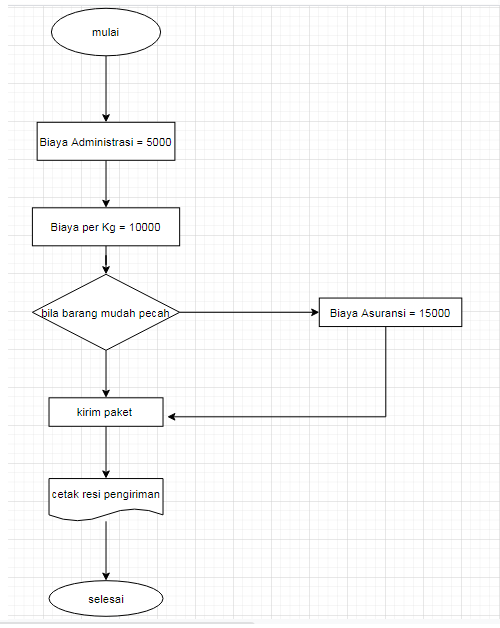 mulai
Biaya Administrasi = 5000
Biaya per Kg = 10000
bila barang mudah pecah
Biaya Asuransi = 15000
kirim paket
cetak resi pengiriman
selesai